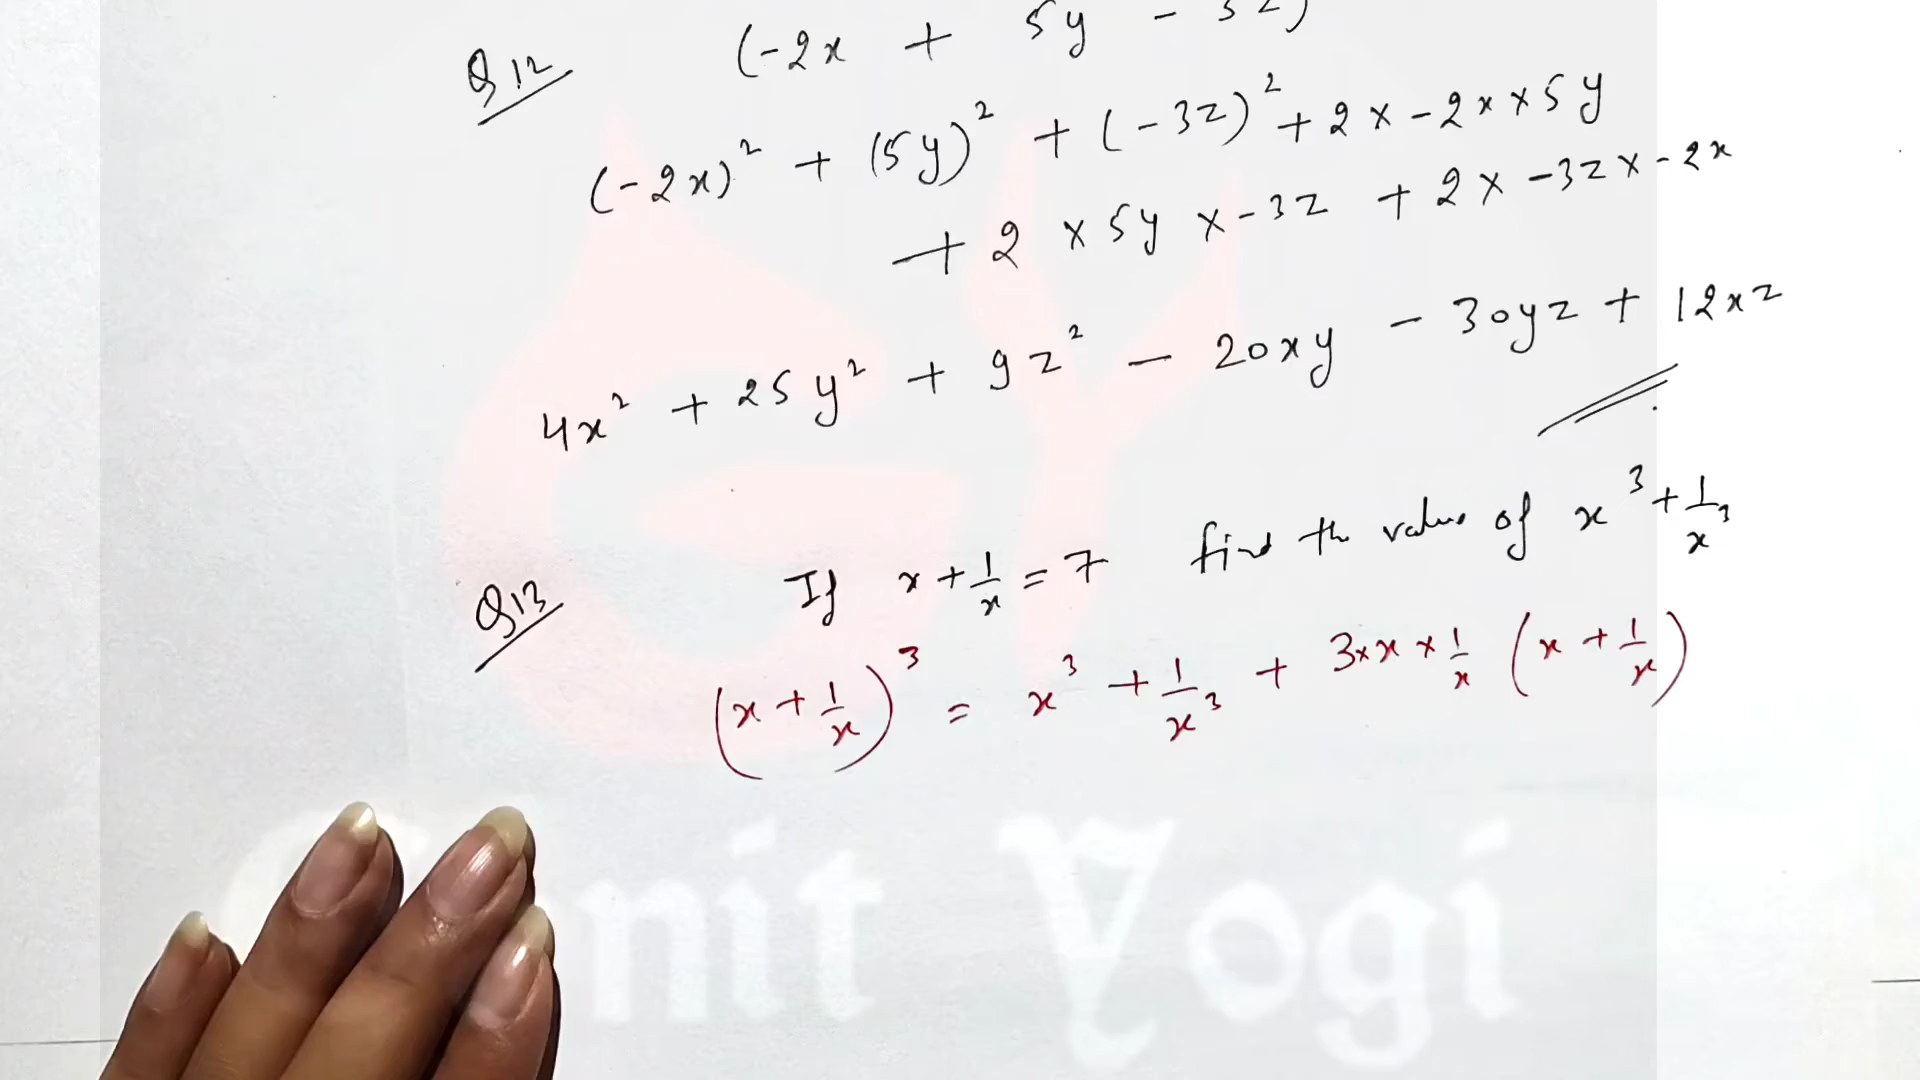 Q12 (-2x + 5y - 3z)
(-2x)² + (5y)² + (-3z)² + 2 x -2x x 5y
+ 2 x 5y x -3z + 2 x -3z x -2x
4x² + 25y² + 9z² - 20xy - 30yz + 12xz
Q13 If x + 1/x = 7 find the value of x³ + 1/x³
(x + 1/x)³ = x³ + 1/x³ + 3 x x x 1/x (x + 1/x)
nit Yogi